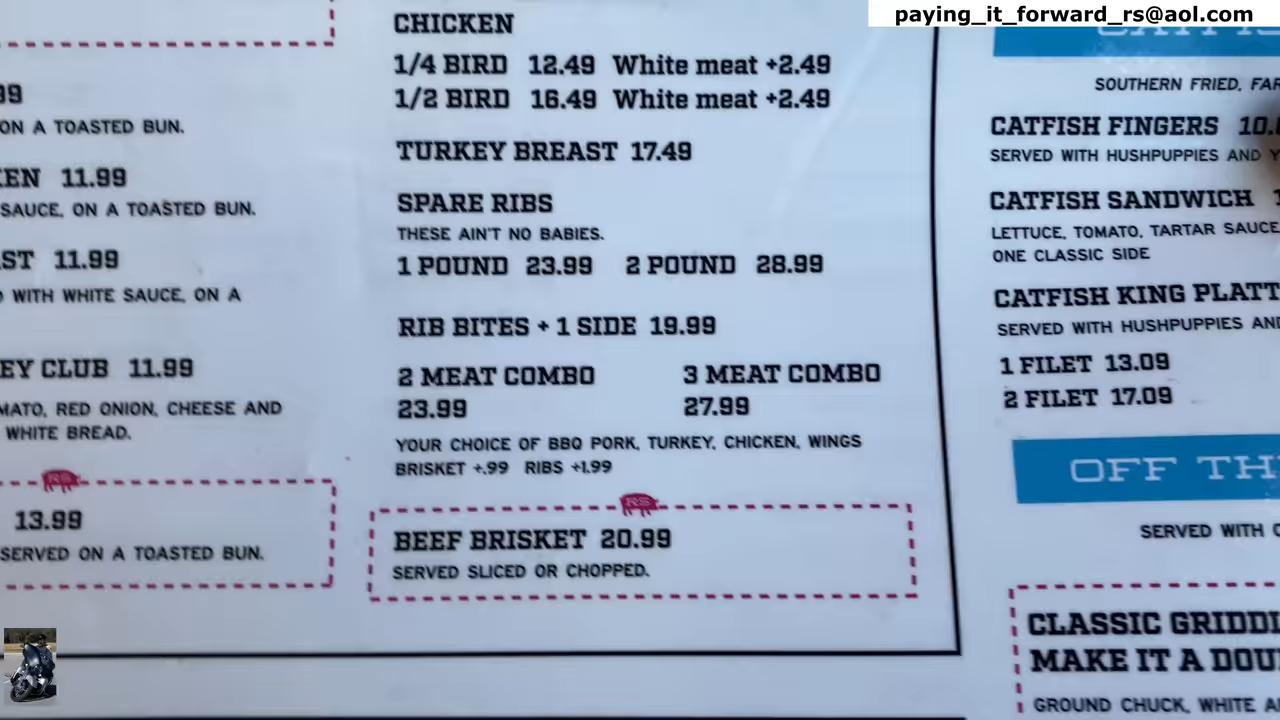 paying_it_forward_rs@aol.com
99
ON A TOASTED BUN.
11.99
SAUCE, ON A TOASTED BUN.
11.99
WITH WHITE SAUCE, ON A
CLUB 11.99
RED ONION, CHEESE AND
WHITE BREAD.
RS
13.99
SERVED ON A TOASTED BUN.
CHICKEN
1/4 BIRD 12.49 White meat +2.49
1/2 BIRD 16.49 White meat +2.49
TURKEY BREAST 17.49
SPARE RIBS
THESE AIN'T NO BABIES.
1 POUND 23.99 2 POUND 28.99
RIB BITES + 1 SIDE 19.99
2 MEAT COMBO 3 MEAT COMBO
23.99 27.99
YOUR CHOICE OF BBQ PORK, TURKEY, CHICKEN, WINGS
BRISKET +.99 RIBS +1.99
RS
BEEF BRISKET 20.99
SERVED SLICED OR CHOPPED.
SOUTHERN FRIED,
CATFISH FINGERS
SERVED WITH HUSHPUPPIES AND
CATFISH SANDWICH
LETTUCE, TOMATO, TARTAR SAUCE
ONE CLASSIC SIDE
CATFISH KING
SERVED WITH HUSHPUPPIES
1 FILET 13.09
2 FILET 17.09
OFF
SERVED WITH
CLASSIC
MAKE IT A
GROUND CHUCK, WHITE